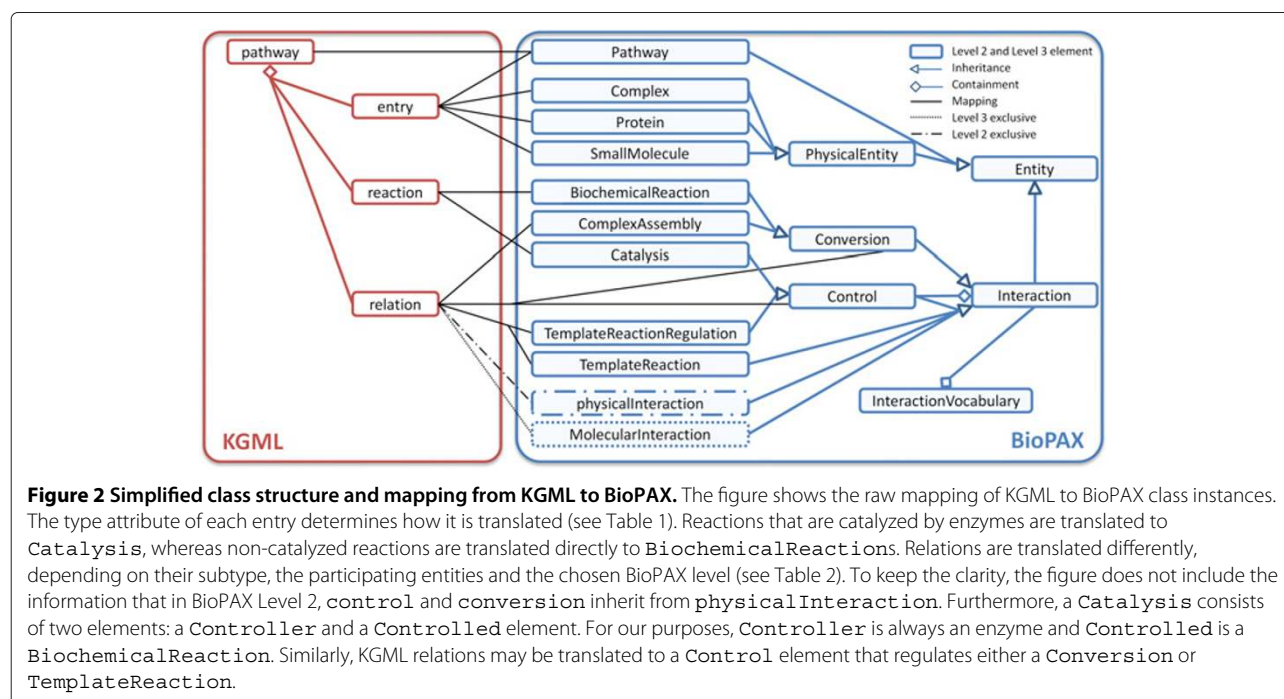 pathway
entry
reaction
relation
KGML
Pathway
Complex
Protein
SmallMolecule
PhysicalEntity
Entity
BiochemicalReaction
ComplexAssembly
Catalysis
Conversion
Control
Interaction
TemplateReactionRegulation
TemplateReaction
physicalInteraction
MolecularInteraction
InteractionVocabulary
BioPAX
Level 2 and Level 3 element
Inheritance
Containment
Mapping
Level 3 exclusive
Level 2 exclusive
Figure 2 Simplified class structure and mapping from KGML to BioPAX. The figure shows the raw mapping of KGML to BioPAX class instances.
The type attribute of each entry determines how it is translated (see Table 1). Reactions that are catalyzed by enzymes are translated to
Catalysis, whereas non-catalyzed reactions are translated directly to BiochemicalReactions. Relations are translated differently,
depending on their subtype, the participating entities and the chosen BioPAX level (see Table 2). To keep the clarity, the figure does not include the
information that in BioPAX Level 2, control and conversion inherit from physicalInteraction. Furthermore, a Catalysis consists
of two elements: a Controller and a Controlled element. For our purposes, Controller is always an enzyme and Controlled is a
BiochemicalReaction. Similarly, KGML relations may be translated to a Control element that regulates either a Conversion or
TemplateReaction.